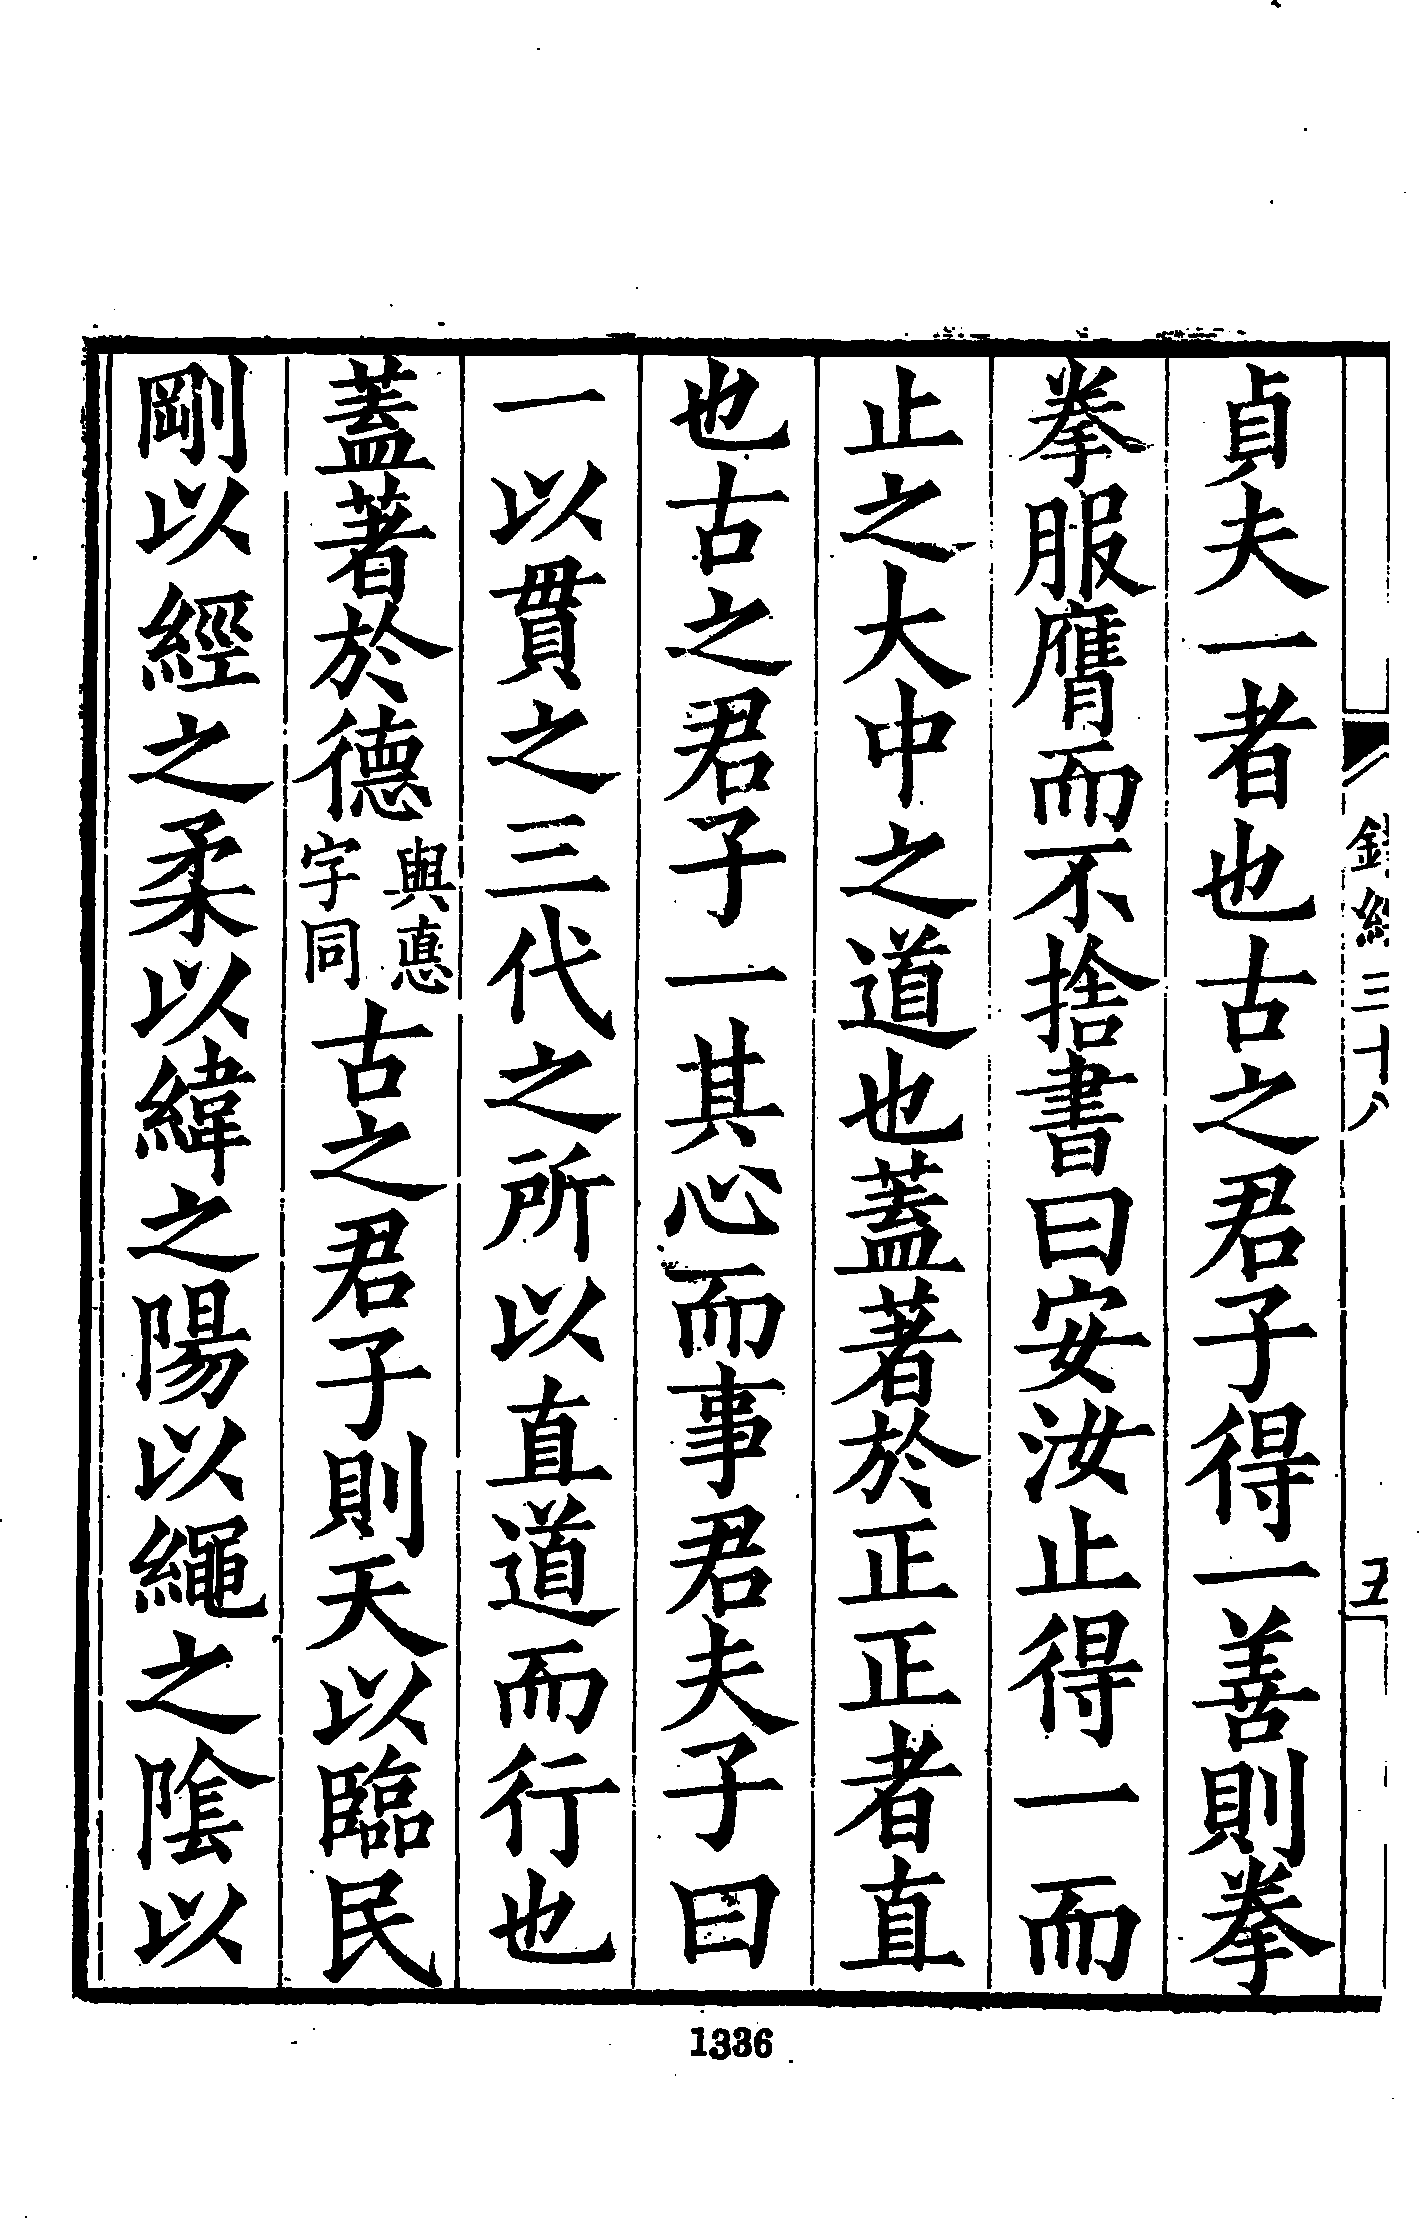 貞夫一者也古之君子得一善則拳
拳服膺而不捨書曰安汝止得一而
止之大中之道也蓋著於正正者直
也古之君子一其心而事君夫子曰
一以貫之三代之所以直道而行也
蓋著於德與悳字同古之君子則天以臨民
剛以經之柔以緯之陽以繩之陰以
三十八
五
1336